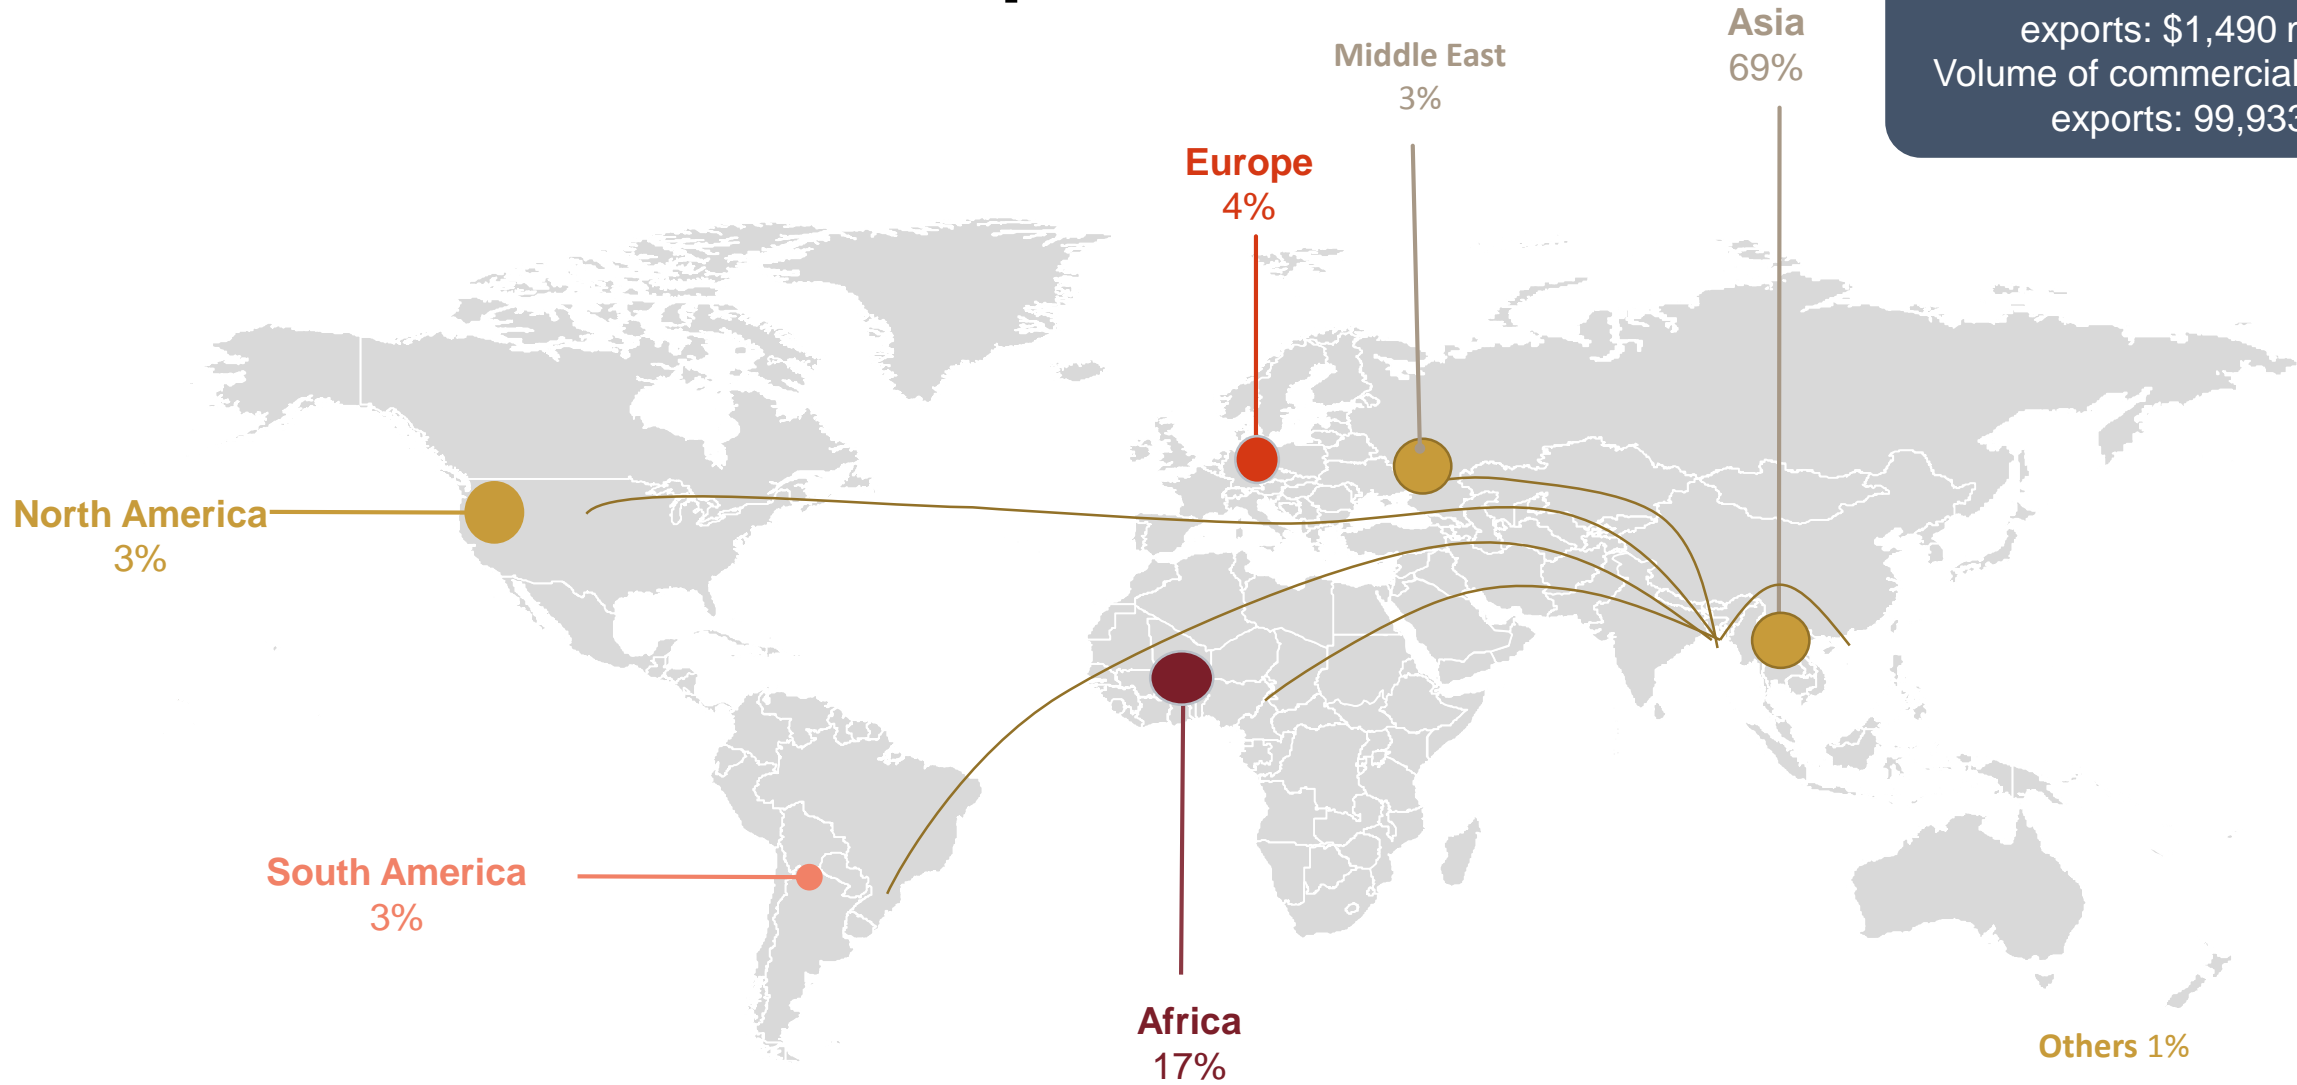 Asia
69%
exports: $1,490
Volume of commercial
exports: 99,933
Middle East
3%
Europe
4%
North America
3%
South America
3%
Africa
17%
Others 1%